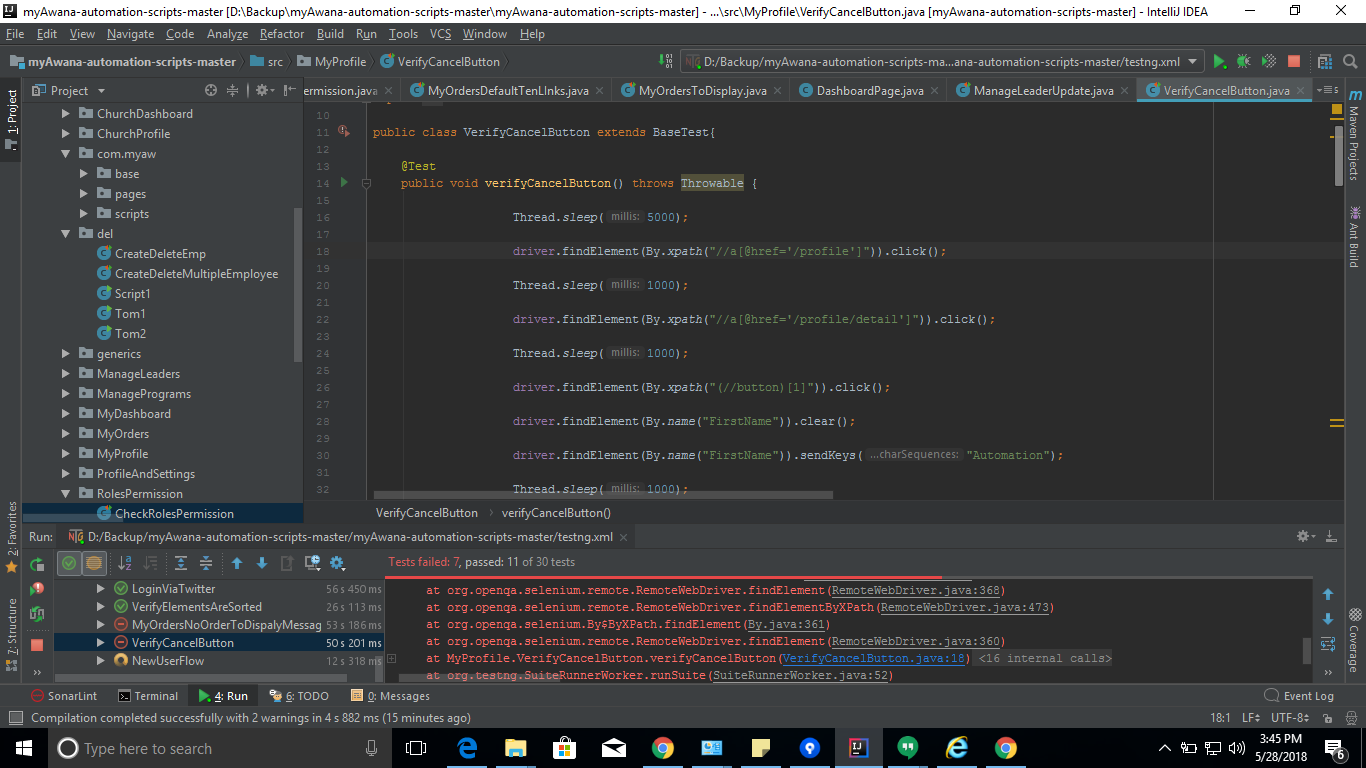 myAwana-automation-scripts-master [D:\Backup\myAwana-automation-scripts-master\myAwana-automation-scripts-master] - ...\src\MyProfile\VerifyCancelButton.java [myAwana-automation-scripts-master] - IntelliJ IDEA
File Edit View Navigate Code Analyze Refactor Build Run Tools VCS Window Help
myAwana-automation-scripts-master src MyProfile VerifyCancelButton D:/Backup/myAwana-automation-scripts-ma...ana-automation-scripts-master/testng.xml
Project ermission.java MyOrdersDefaultTenLInks.java MyOrdersToDisplay.java DashboardPage.java ManageLeaderUpdate.java VerifyCancelButton.java
1: Project
2: Favorites
7: Structure
Maven Projects
Ant Build
Coverage
ChurchDashboard
ChurchProfile
com.myaw
base
pages
scripts
del
CreateDeleteEmp
CreateDeleteMultipleEmployee
Script1
Tom1
Tom2
generics
ManageLeaders
ManagePrograms
MyDashboard
MyOrders
MyProfile
ProfileAndSettings
RolesPermission
CheckRolesPermission
10
11 public class VerifyCancelButton extends BaseTest{
12
13 @Test
14 public void verifyCancelButton() throws Throwable {
15
16 Thread.sleep( millis: 5000);
17
18 driver.findElement(By.xpath("//a[@href='/profile']")).click();
19
20 Thread.sleep( millis: 1000);
21
22 driver.findElement(By.xpath("//a[@href='/profile/detail']")).click();
23
24 Thread.sleep( millis: 1000);
25
26 driver.findElement(By.xpath("(//button)[1]")).click();
27
28 driver.findElement(By.name("FirstName")).clear();
29
30 driver.findElement(By.name("FirstName")).sendKeys( ...charSequences: "Automation");
31
32 Thread.sleep( millis: 1000);
VerifyCancelButton verifyCancelButton()
Run: D:/Backup/myAwana-automation-scripts-master/myAwana-automation-scripts-master/testng.xml
Tests failed: 7, passed: 11 of 30 tests
LoginViaTwitter 56 s 450 ms
VerifyElementsAreSorted 26 s 113 ms
MyOrdersNoOrderToDispalyMessag 53 s 186 ms
VerifyCancelButton 50 s 201 ms
NewUserFlow 12 s 318 ms
at org.openqa.selenium.remote.RemoteWebDriver.findElement(RemoteWebDriver.java:368)
at org.openqa.selenium.remote.RemoteWebDriver.findElementByXPath(RemoteWebDriver.java:473)
at org.openqa.selenium.By$ByXPath.findElement(By.java:361)
at org.openqa.selenium.remote.RemoteWebDriver.findElement(RemoteWebDriver.java:360)
at MyProfile.VerifyCancelButton.verifyCancelButton(VerifyCancelButton.java:18) <16 internal calls>
at org.testng.SuiteRunnerWorker.runSuite(SuiteRunnerWorker.java:52)
SonarLint Terminal 4: Run 6: TODO 0: Messages Event Log
Compilation completed successfully with 2 warnings in 4 s 882 ms (15 minutes ago) 18:1 LF UTF-8
Type here to search
3:45 PM
5/28/2018
6